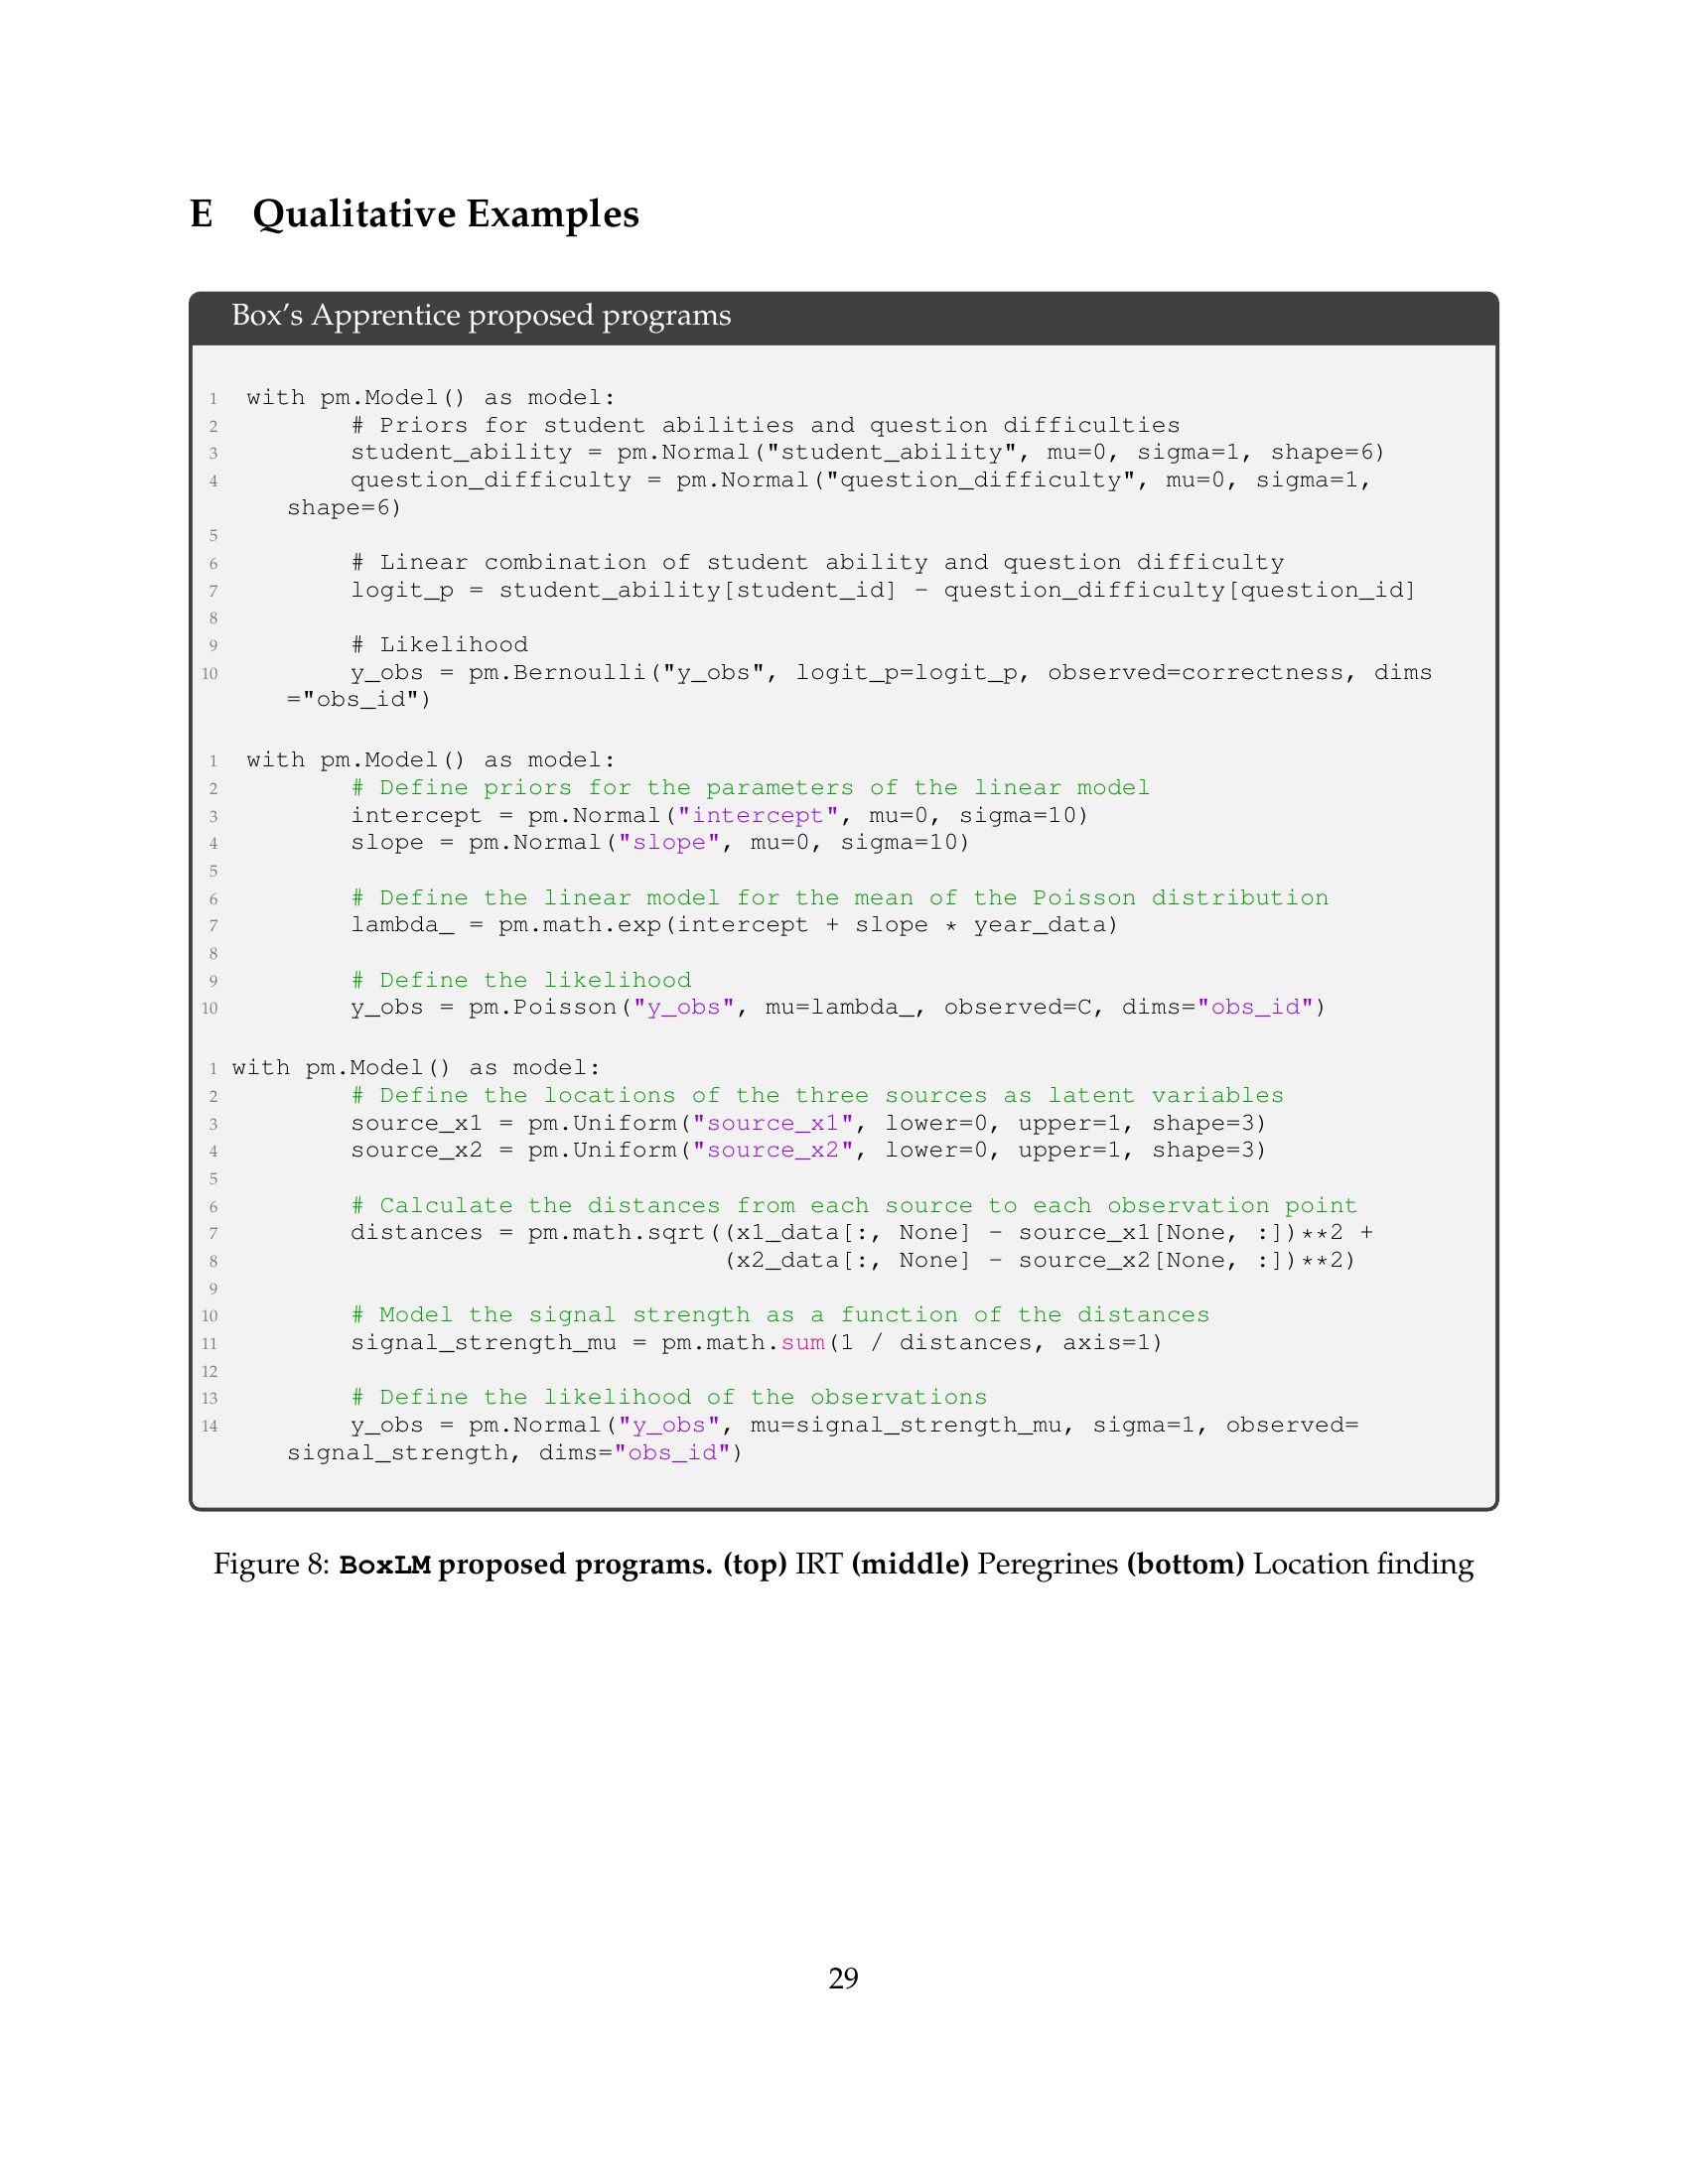 E Qualitative Examples
Box's Apprentice proposed programs
1 with pm.Model() as model:
2 # Priors for student abilities and question difficulties
3 student_ability = pm.Normal("student_ability", mu=0, sigma=1, shape=6)
4 question_difficulty = pm.Normal("question_difficulty", mu=0, sigma=1,
shape=6)
5
6 # Linear combination of student ability and question difficulty
7 logit_p = student_ability[student_id] - question_difficulty[question_id]
8
9 # Likelihood
10 y_obs = pm.Bernoulli("y_obs", logit_p=logit_p, observed=correctness, dims
="obs_id")
1 with pm.Model() as model:
2 # Define priors for the parameters of the linear model
3 intercept = pm.Normal("intercept", mu=0, sigma=10)
4 slope = pm.Normal("slope", mu=0, sigma=10)
5
6 # Define the linear model for the mean of the Poisson distribution
7 lambda_ = pm.math.exp(intercept + slope * year_data)
8
9 # Define the likelihood
10 y_obs = pm.Poisson("y_obs", mu=lambda_, observed=C, dims="obs_id")
1 with pm.Model() as model:
2 # Define the locations of the three sources as latent variables
3 source_x1 = pm.Uniform("source_x1", lower=0, upper=1, shape=3)
4 source_x2 = pm.Uniform("source_x2", lower=0, upper=1, shape=3)
5
6 # Calculate the distances from each source to each observation point
7 distances = pm.math.sqrt((x1_data[:, None] - source_x1[None, :])**2 +
8 (x2_data[:, None] - source_x2[None, :])**2)
9
10 # Model the signal strength as a function of the distances
11 signal_strength_mu = pm.math.sum(1 / distances, axis=1)
12
13 # Define the likelihood of the observations
14 y_obs = pm.Normal("y_obs", mu=signal_strength_mu, sigma=1, observed=
signal_strength, dims="obs_id")
Figure 8: BoxLM proposed programs. (top) IRT (middle) Peregrines (bottom) Location finding
29